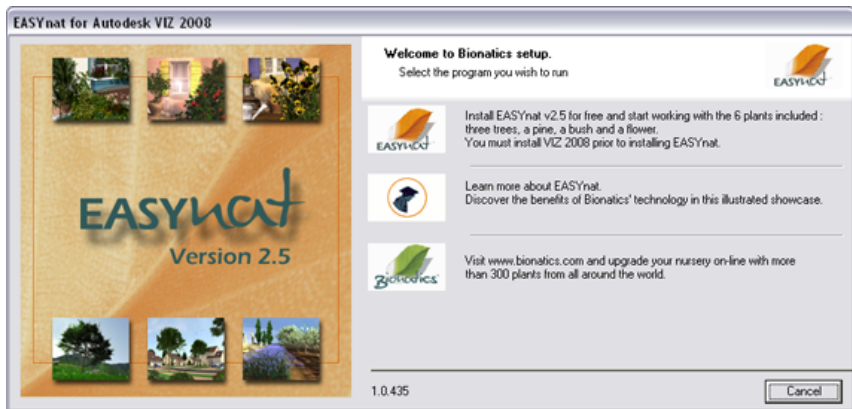 EASYnat for Autodesk VIZ 2008
EASYnat
Version 2.5
Welcome to Bionatics setup.
Select the program you wish to run
EASYnat
EASYnat
Install EASYnat v2.5 for free and start working with the 6 plants included :
three trees, a pine, a bush and a flower.
You must install VIZ 2008 prior to installing EASYnat.
Learn more about EASYnat.
Discover the benefits of Bionatics' technology in this illustrated showcase.
Bionatics
Visit www.bionatics.com and upgrade your nursery on-line with more
than 300 plants from all around the world.
1.0.435
Cancel